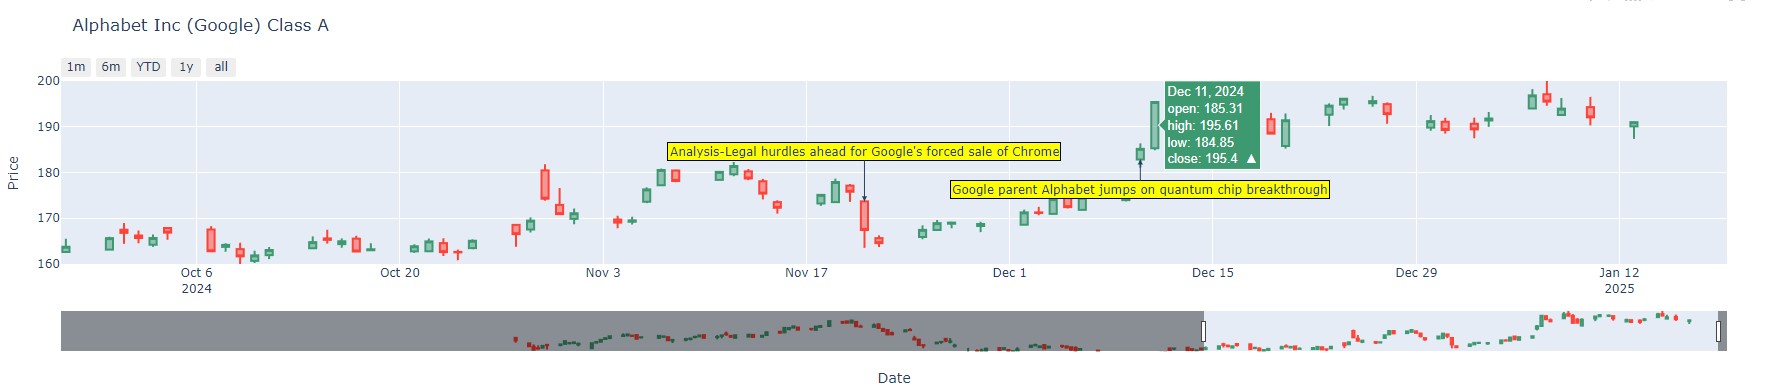 Alphabet Inc (Google) Class A
1m 6m YTD 1y all
Price
200
190
180
170
160
Analysis-Legal hurdles ahead for Google's forced sale of Chrome
Dec 11, 2024
open: 185.31
high: 195.61
low: 184.85
close: 195.4 ▲
Google parent Alphabet jumps on quantum chip breakthrough
Oct 6 Oct 20 Nov 3 Nov 17 Dec 1 Dec 15 Dec 29 Jan 12
2024 2025
Date